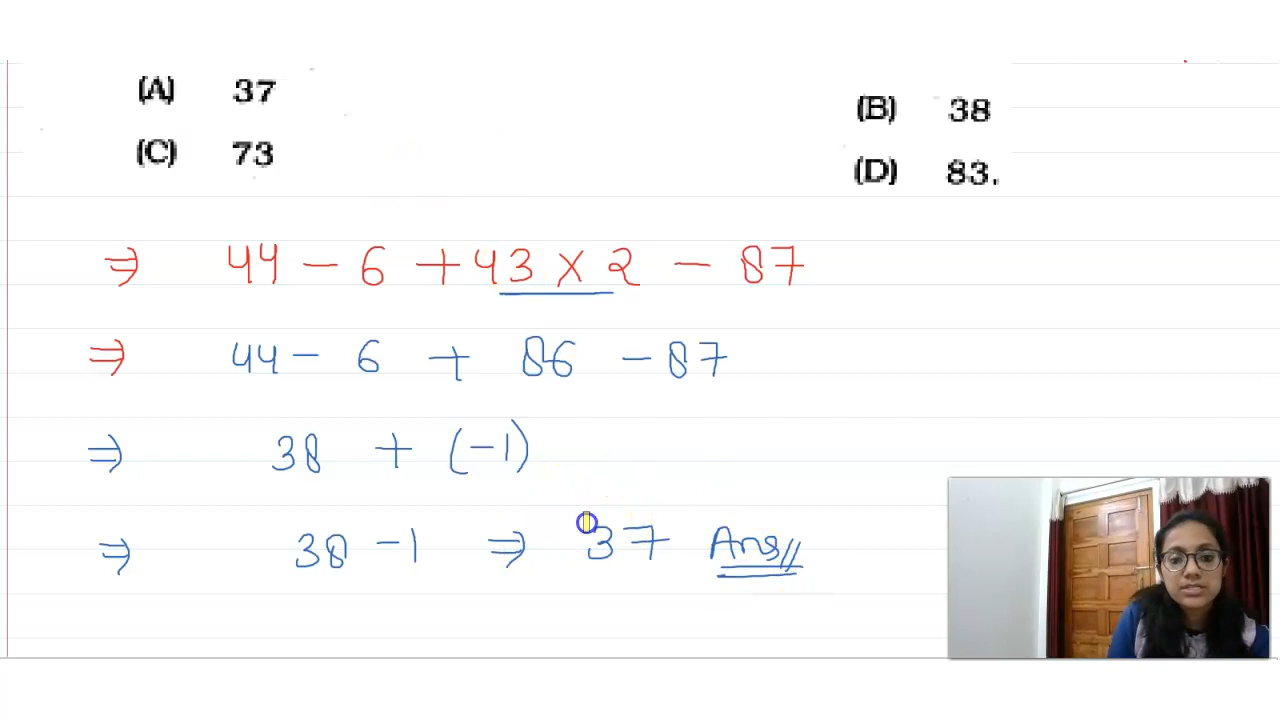 (A) 37
(B) 38
(C) 73
(D) 83.
⇒ 44 - 6 + 43 × 2 - 87
⇒ 44 - 6 + 86 - 87
⇒ 38 + (-1)
⇒ 38 - 1 ⇒ 37 Ans//